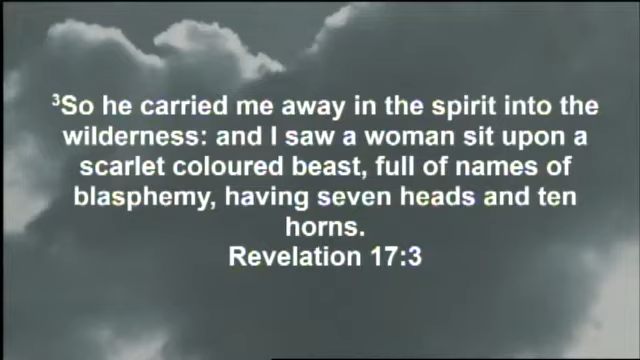 ³So he carried me away in the spirit into the
wilderness: and I saw a woman sit upon a
scarlet coloured beast, full of names of
blasphemy, having seven heads and ten
horns.
Revelation 17:3